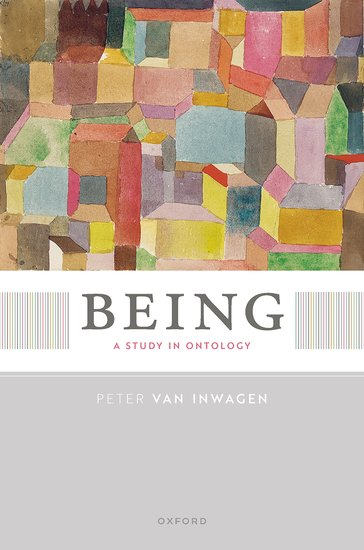 BEING
A STUDY IN ONTOLOGY
PETER VAN INWAGEN
OXFORD